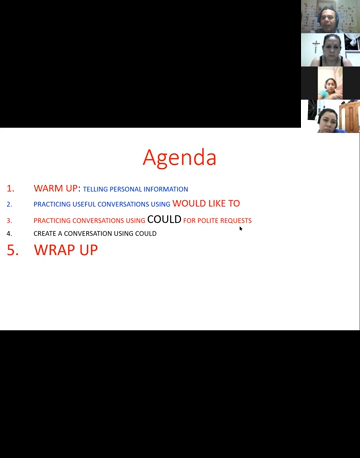 Agenda
1. WARM UP: TELLING PERSONAL INFORMATION
2. PRACTICING USEFUL CONVERSATIONS USING WOULD LIKE TO
3. PRACTICING CONVERSATIONS USING COULD FOR POLITE REQUESTS
4. CREATE A CONVERSATION USING COULD
5. WRAP UP